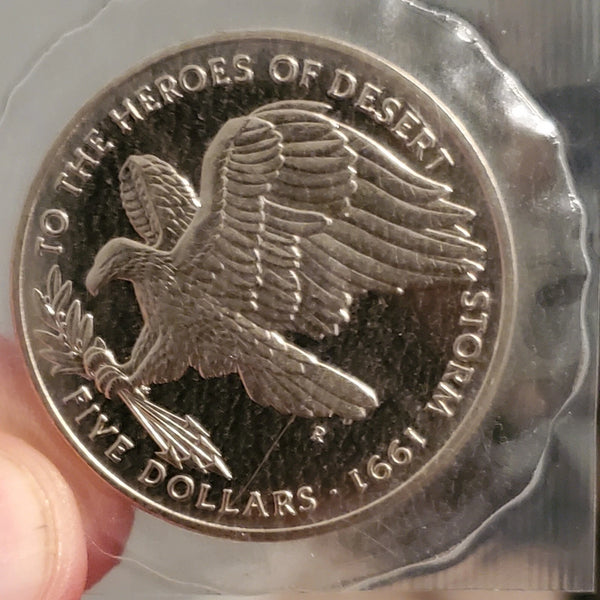 TO THE HEROES OF DESERT STORM
FIVE DOLLARS · 1991
R